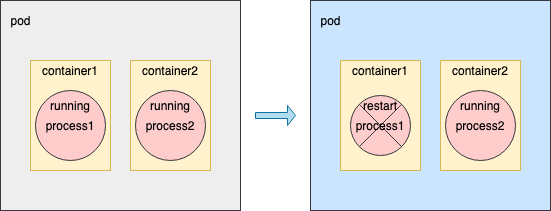 pod
container1
running
process1
container2
running
process2
pod
container1
restart
process1
container2
running
process2